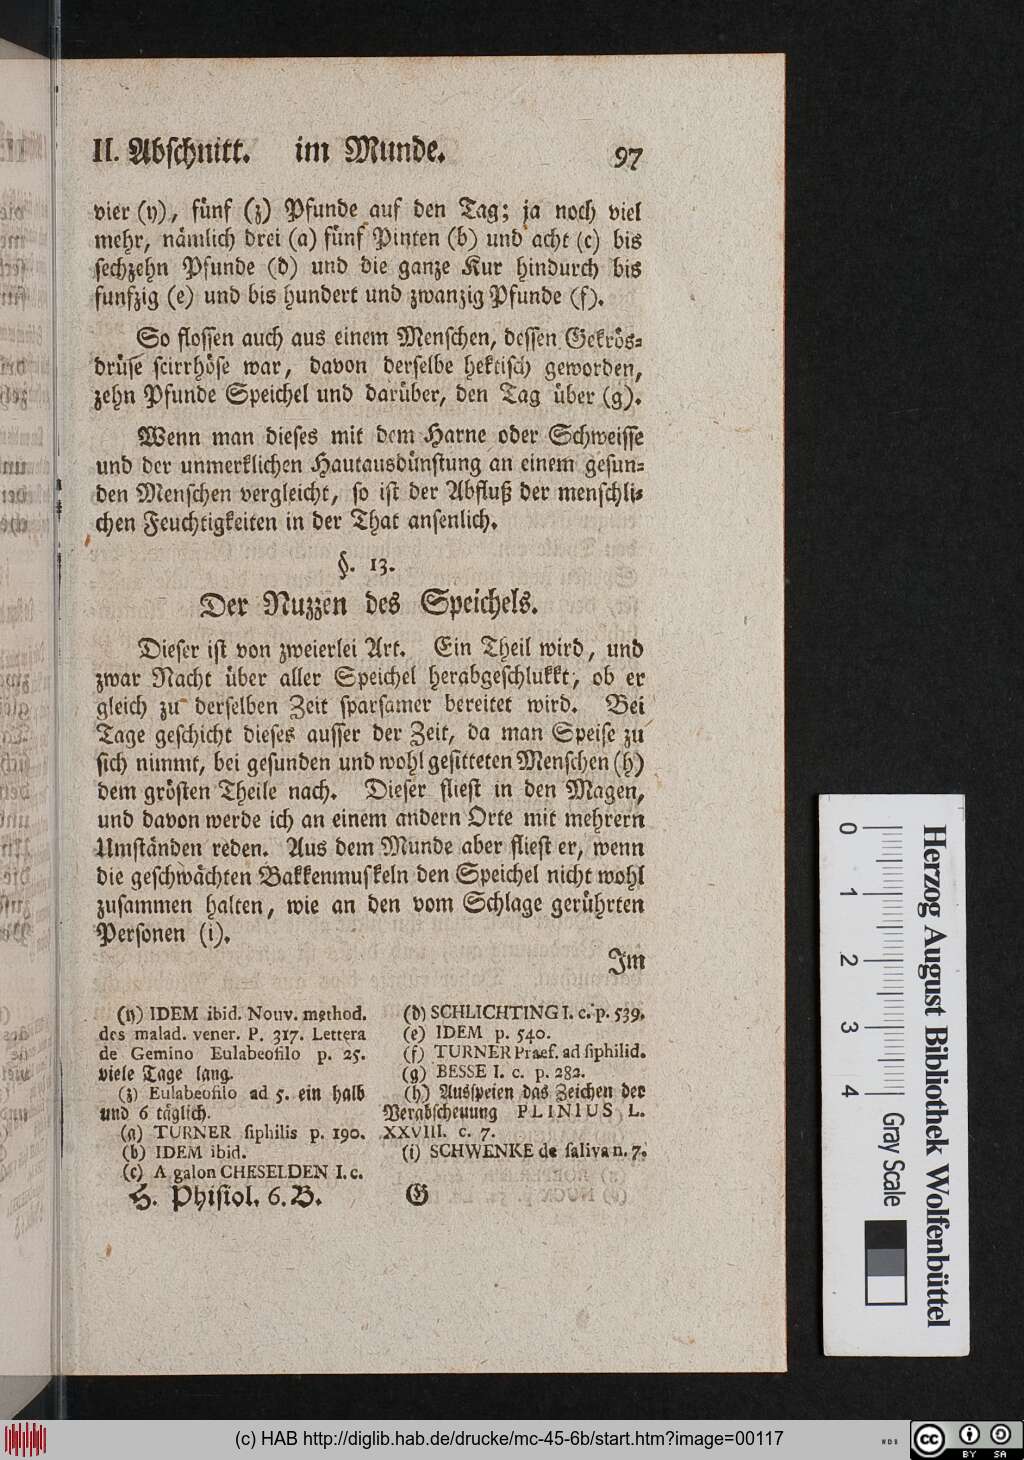 II. Abſchnitt. im Munde. 97
vier (y), fünf (z) Pfunde auf den Tag; ja noch viel
mehr, nämlich drei (a) fünf Pinten (b) und acht (c) bis
ſechzehn Pfunde (d) und die ganze Kur hindurch bis
funfzig (e) und bis hundert und zwanzig Pfunde (f).
So floſſen auch aus einem Menſchen, deſſen Gekrös=
drüſe ſcirrhöſe war, davon derſelbe hektiſch geworden,
zehn Pfunde Speichel und darüber, den Tag über (g).
Wenn man dieſes mit dem Harne oder Schweiſſe
und der unmerklichen Hautausdünſtung an einem geſun=
den Menſchen vergleicht, ſo iſt der Abfluß der menſchli=
chen Feuchtigkeiten in der That anſenlich.
§. 13.
Der Nuzzen des Speichels.
Dieſer iſt von zweierlei Art. Ein Theil wird, und
zwar Nacht über aller Speichel herabgeſchlukkt, ob er
gleich zu derſelben Zeit ſparſamer bereitet wird. Bei
Tage geſchicht dieſes auſſer der Zeit, da man Speiſe zu
ſich nimmt, bei geſunden und wohl geſitteten Menſchen (h)
dem gröſten Theile nach. Dieſer flieſt in den Magen,
und davon werde ich an einem andern Orte mit mehrern
Umſtänden reden. Aus dem Munde aber flieſt er, wenn
die geſchwächten Bakkenmuſkeln den Speichel nicht wohl
zuſammen halten, wie an den vom Schlage gerührten
Perſonen (i).
Im
(y) IDEM ibid. Nouv. method.
des malad. vener. P. 317. Lettera
de Gemino Eulabeofilo p. 25.
viele Tage lang.
(z) Eulabeofilo ad 5. ein halb
und 6 täglich.
(a) TURNER ſiphilis p. 190.
(b) IDEM ibid.
(c) A galon CHESELDEN I. c.
(d) SCHLICHTING I. c. p. 539.
(e) IDEM p. 540.
(f) TURNER Praef. ad ſiphilid.
(g) BESSE I. c. p. 282.
(h) Ausſpeien das Zeichen der
Verabſcheuung PLINIUS L.
XXVIII. c. 7.
(i) SCHWENKE de ſaliva n. 7.
H. Phiſiol. 6. B. G
0 1 2 3 4 Gray Scale
Herzog August Bibliothek Wolfenbüttel
(c) HAB http://diglib.hab.de/drucke/mc-45-6b/start.htm?image=00117
cc BY SA